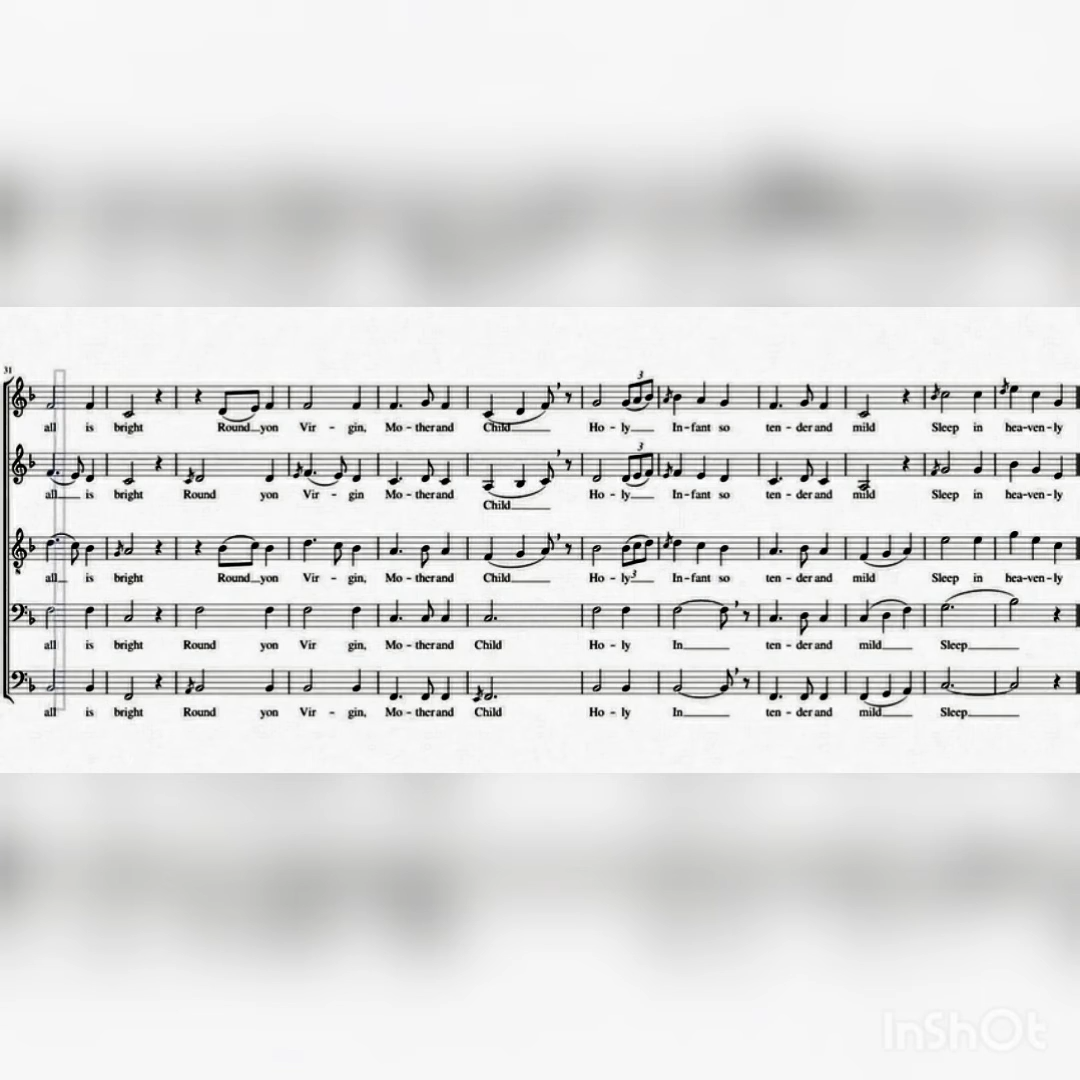 31
3
all is bright Round yon Vir - gin, Mo - ther and Child Ho - ly In - fant so ten - der and mild Sleep in hea - ven - ly
3
all is bright Round yon Vir - gin Mo - ther and Child Ho - ly In - fant so ten - der and mild Sleep in hea - ven - ly
all is bright Round yon Vir - gin, Mo - ther and Child Ho - ly In - fant so ten - der and mild Sleep in hea - ven - ly
3
all is bright Round yon Vir - gin, Mo - ther and Child Ho - ly In ten - der and mild Sleep
all is bright Round yon Vir - gin, Mo - ther and Child Ho - ly In ten - der and mild Sleep
InShOt